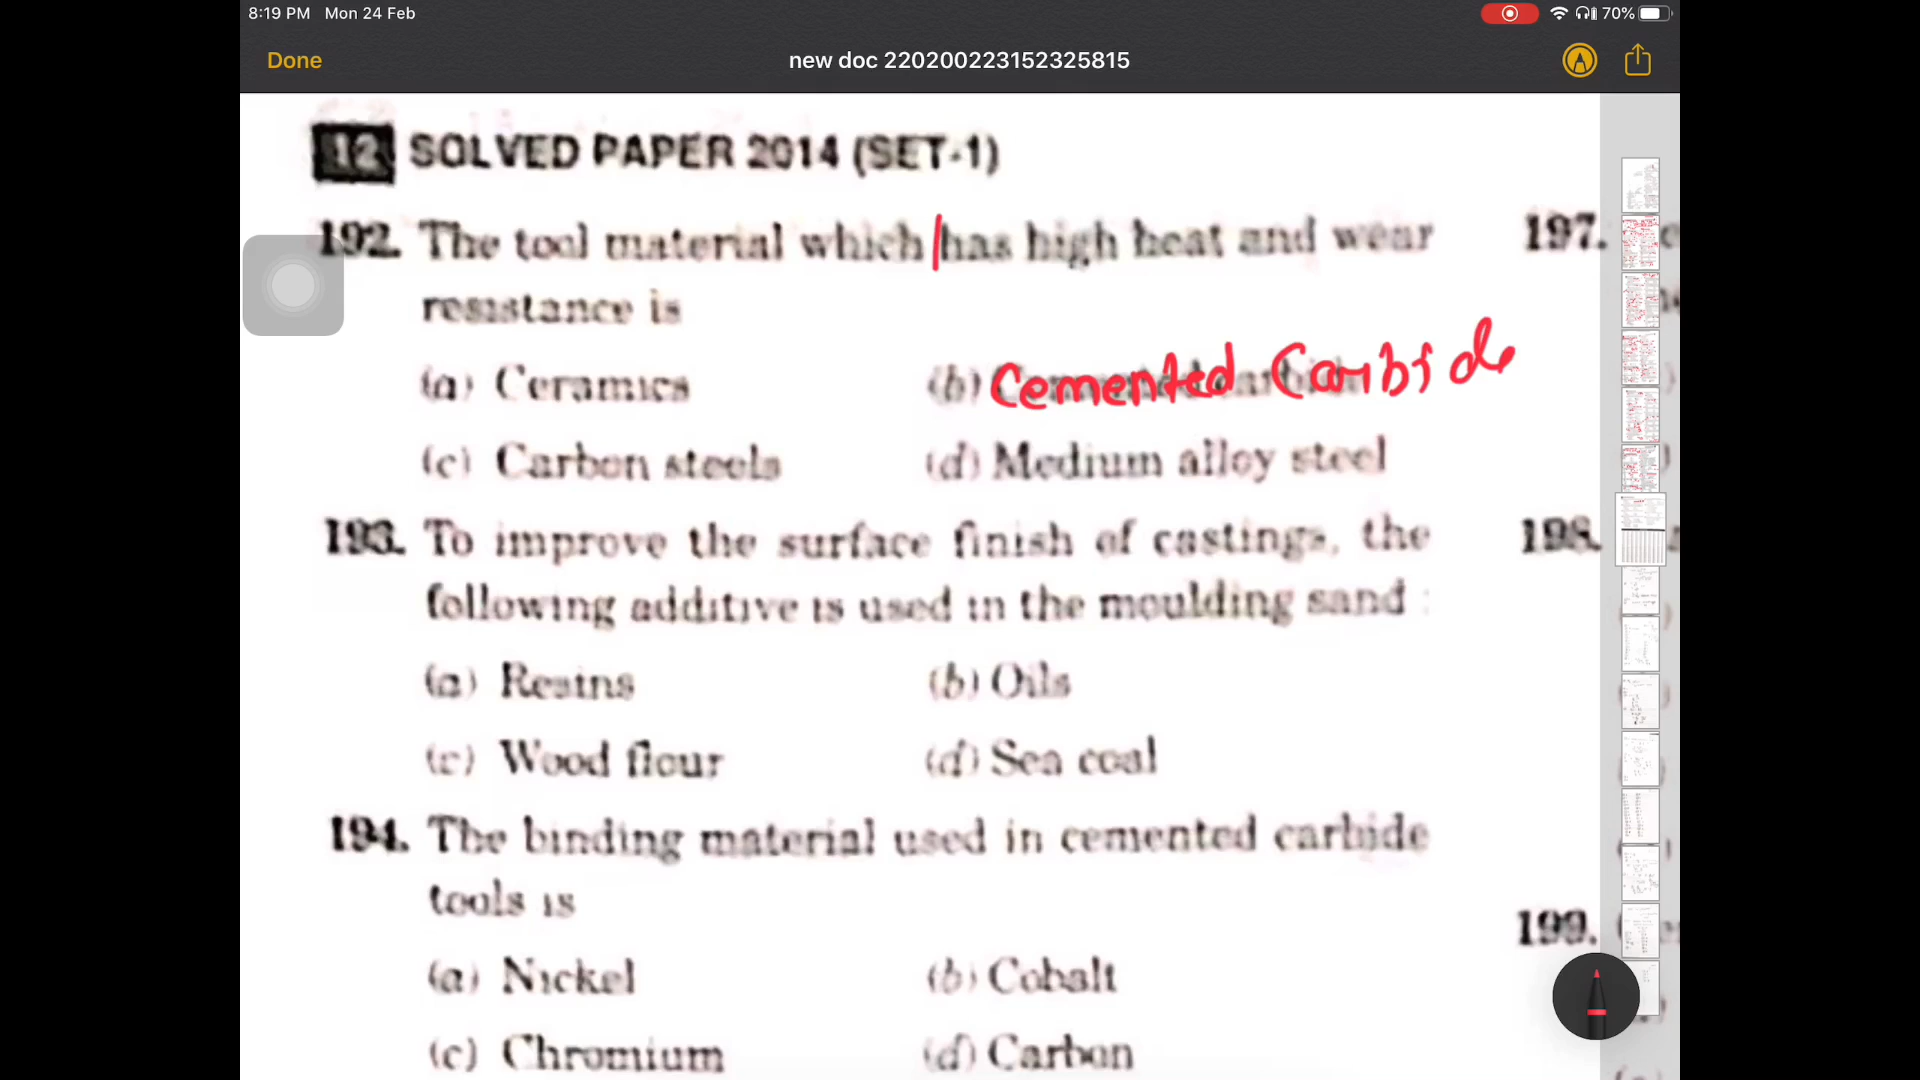 8:19 PM Mon 24 Feb
70%
Done
new doc 220200223152325815
12 SOLVED PAPER 2014 (SET-1)
192. The tool material which has high heat and wear
resistance is
(a) Ceramics
(b) Cemented Carbide
(c) Carbon steels
(d) Medium alloy steel
193. To improve the surface finish of castings, the
following additive is used in the moulding sand :
(a) Resins
(b) Oils
(c) Wood flour
(d) Sea coal
194. The binding material used in cemented carbide
tools is
(a) Nickel
(b) Cobalt
(c) Chromium
(d) Carbon
197.
198.
199.